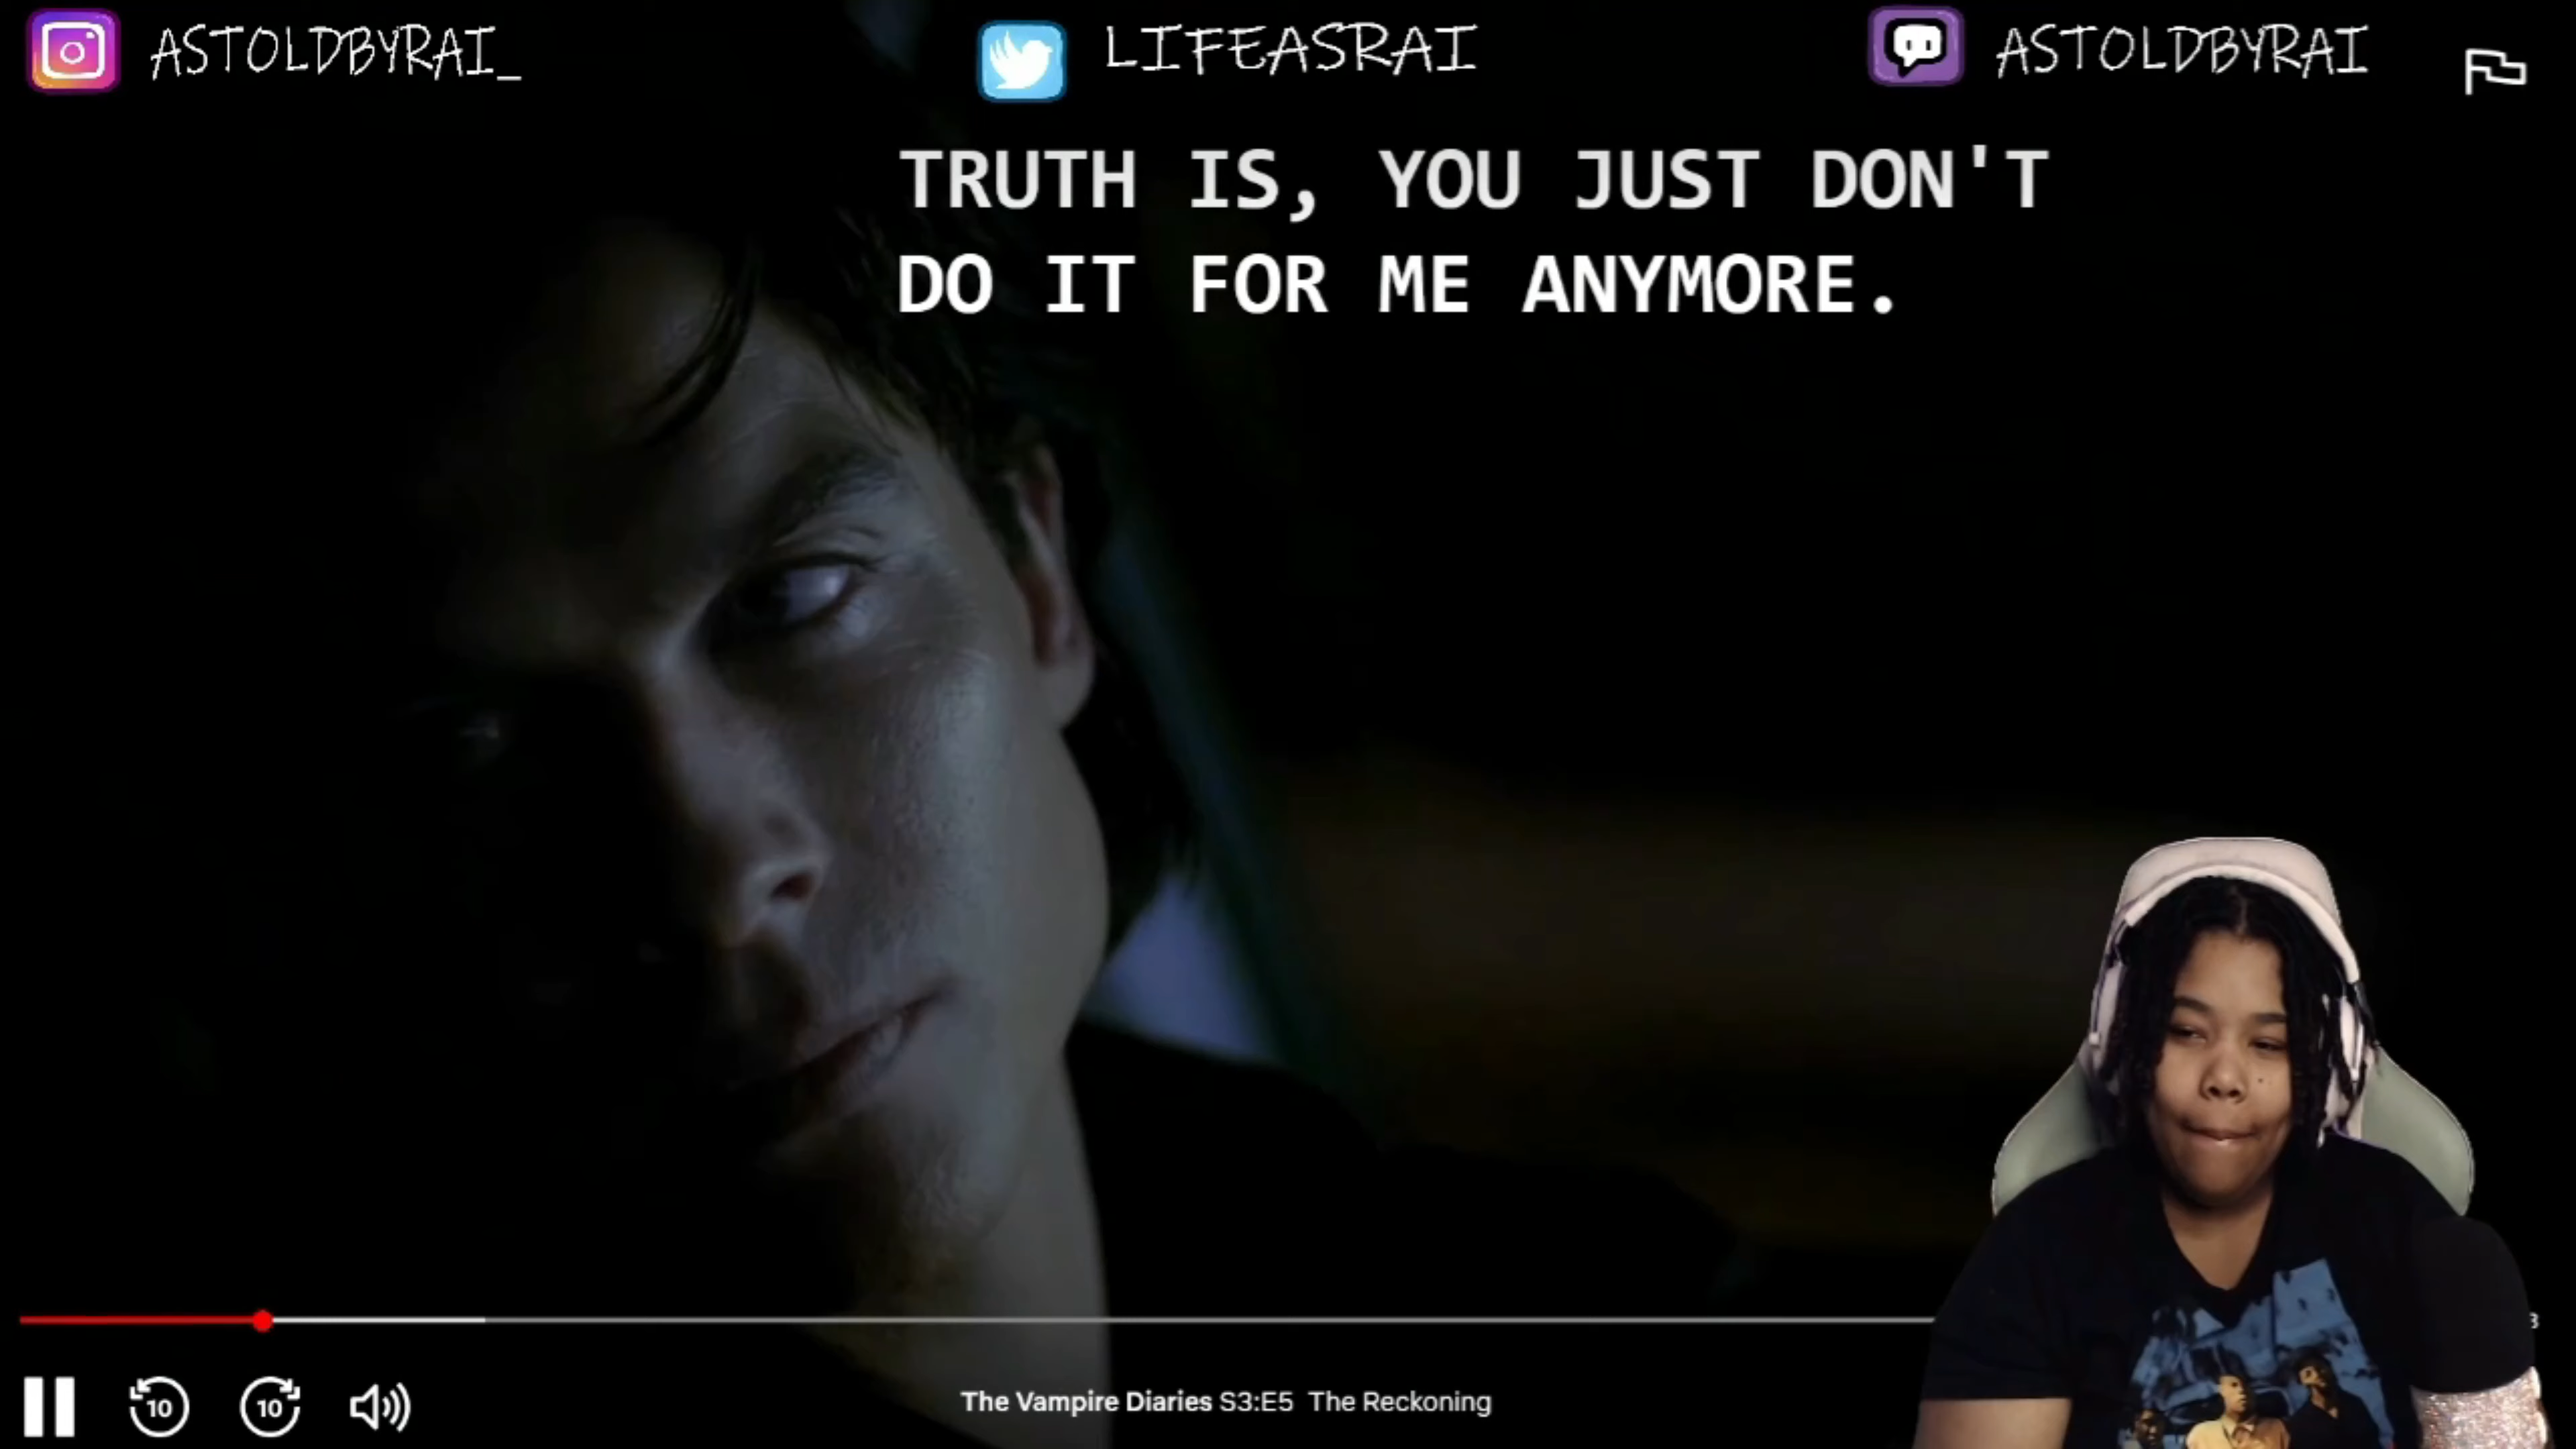 ASTOLDBYRAI_
LIFEASRAI
ASTOLDBYRAI
TRUTH IS, YOU JUST DON'T
DO IT FOR ME ANYMORE.
10
10
The Vampire Diaries S3:E5 The Reckoning